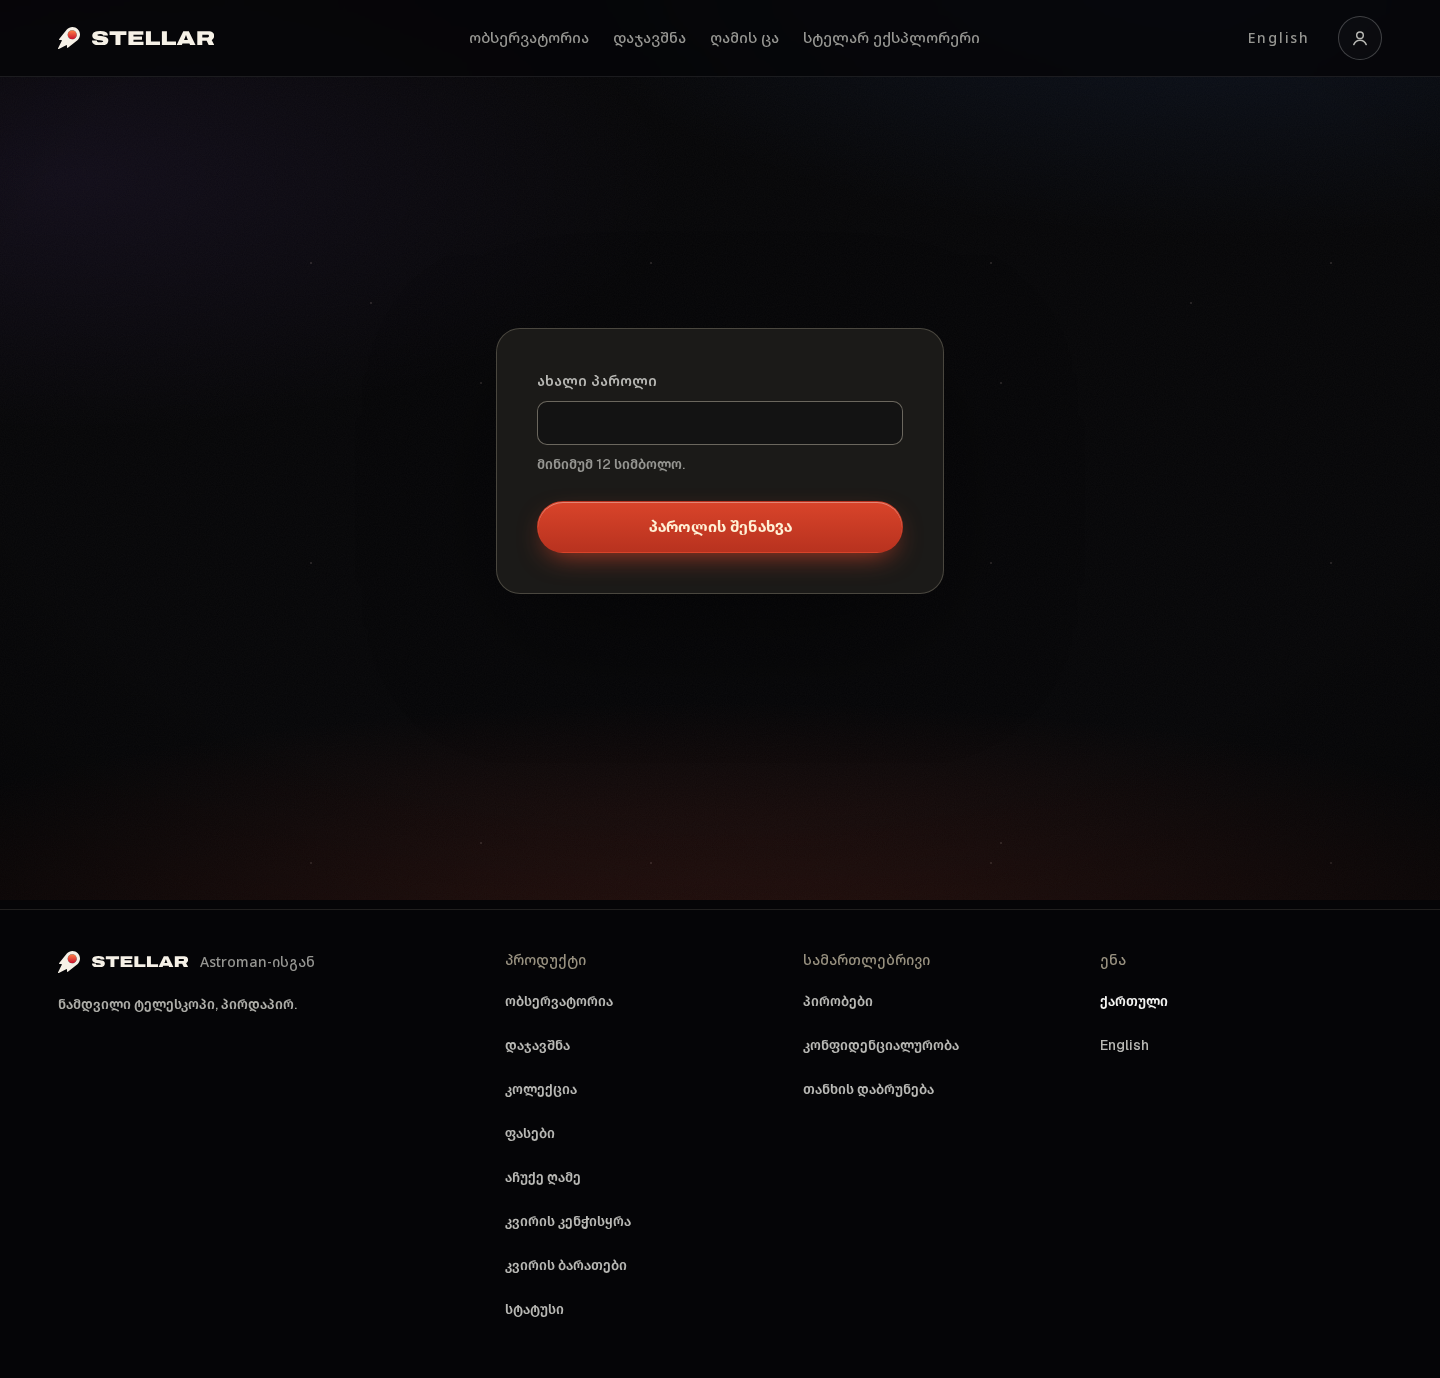 STELLAR
ობსერვატორია
დაჯავშნა
ღამის ცა
სტელარ ექსპლორერი
English
ახალი პაროლი
მინიმუმ 12 სიმბოლო.
პაროლის შენახვა
STELLAR Astroman-ისგან
ნამდვილი ტელესკოპი, პირდაპირ.
პროდუქტი
ობსერვატორია
დაჯავშნა
კოლექცია
ფასები
აჩუქე ღამე
კვირის კენჭისყრა
კვირის ბარათები
სტატუსი
სამართლებრივი
პირობები
კონფიდენციალურობა
თანხის დაბრუნება
ენა
ქართული
English